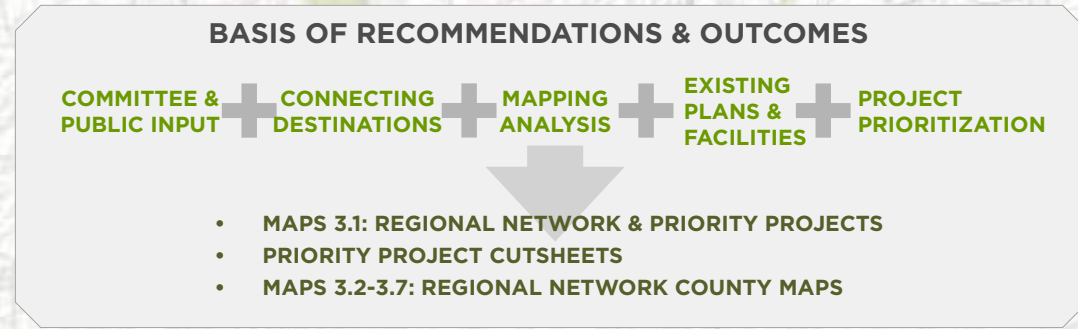 BASIS OF RECOMMENDATIONS & OUTCOMES
COMMITTEE &
PUBLIC INPUT
CONNECTING
DESTINATIONS
MAPPING
ANALYSIS
EXISTING
PLANS &
FACILITIES
PROJECT
PRIORITIZATION
• MAPS 3.1: REGIONAL NETWORK & PRIORITY PROJECTS
• PRIORITY PROJECT CUTSHEETS
• MAPS 3.2-3.7: REGIONAL NETWORK COUNTY MAPS